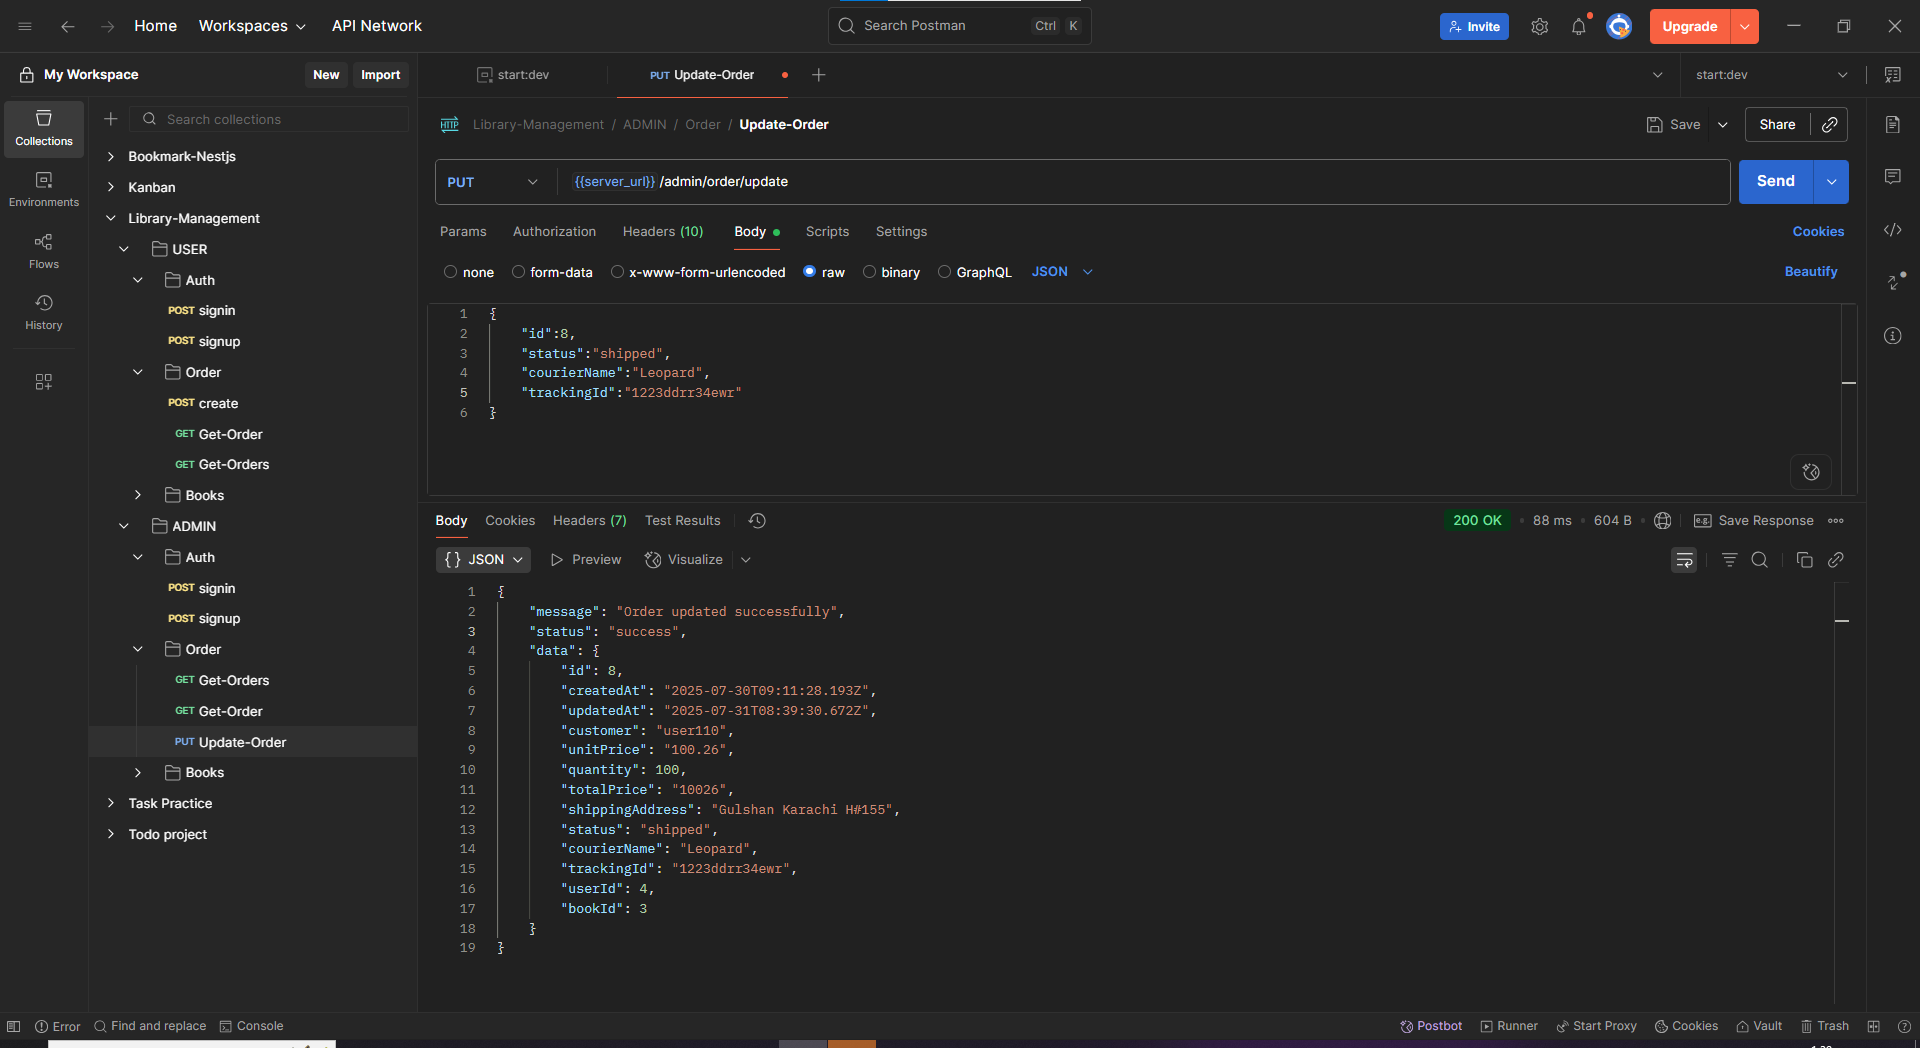 Home
Workspaces
API Network
Search Postman
Ctrl
K
Invite
Upgrade
My Workspace
New
Import
start:dev
PUT Update-Order
start:dev
Collections
Environments
Flows
History
Search collections
Bookmark-Nestjs
Kanban
Library-Management
USER
Auth
POST signin
POST signup
Order
POST create
GET Get-Order
GET Get-Orders
Books
ADMIN
Auth
POST signin
POST signup
Order
GET Get-Orders
GET Get-Order
PUT Update-Order
Books
Task Practice
Todo project
HTTP Library-Management / ADMIN / Order / Update-Order
Save
Share
PUT
{{server_url}} /admin/order/update
Send
Params
Authorization
Headers (10)
Body
Scripts
Settings
Cookies
none
form-data
x-www-form-urlencoded
raw
binary
GraphQL
JSON
Beautify
1 {
2 "id":8,
3 "status":"shipped",
4 "courierName":"Leopard",
5 "trackingId":"1223ddrr34ewr"
6 }
Body
Cookies
Headers (7)
Test Results
200 OK
88 ms
604 B
e.g. Save Response
{} JSON
Preview
Visualize
1 {
2 "message": "Order updated successfully",
3 "status": "success",
4 "data": {
5 "id": 8,
6 "createdAt": "2025-07-30T09:11:28.193Z",
7 "updatedAt": "2025-07-31T08:39:30.672Z",
8 "customer": "user110",
9 "unitPrice": "100.26",
10 "quantity": 100,
11 "totalPrice": "10026",
12 "shippingAddress": "Gulshan Karachi H#155",
13 "status": "shipped",
14 "courierName": "Leopard",
15 "trackingId": "1223ddrr34ewr",
16 "userId": 4,
17 "bookId": 3
18 }
19 }
Error
Find and replace
Console
Postbot
Runner
Start Proxy
Cookies
Vault
Trash